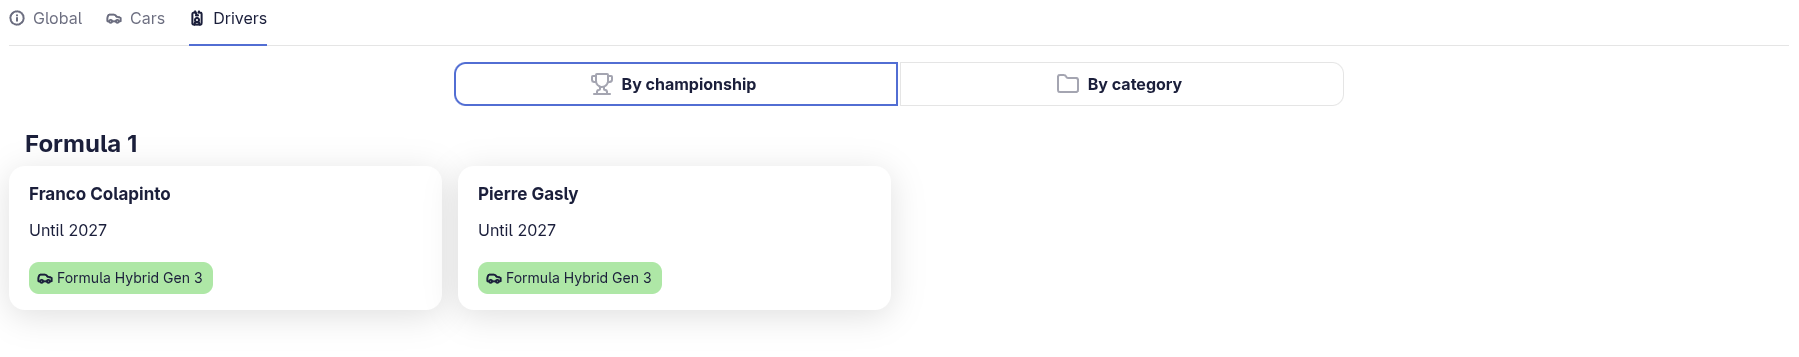 Global Cars Drivers
By championship By category
Formula 1
Franco Colapinto
Until 2027
Formula Hybrid Gen 3
Pierre Gasly
Until 2027
Formula Hybrid Gen 3